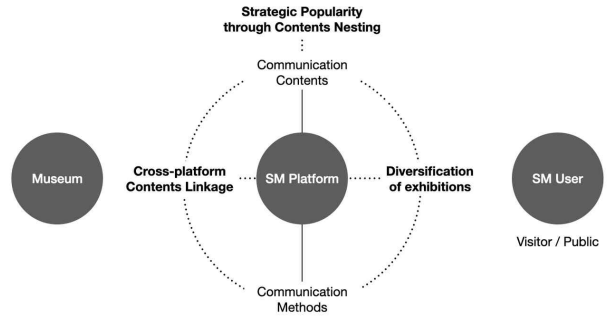 Strategic Popularity
through Contents Nesting
Communication
Contents
Museum
Cross-platform
Contents Linkage
SM Platform
Diversification
of exhibitions
SM User
Visitor / Public
Communication
Methods